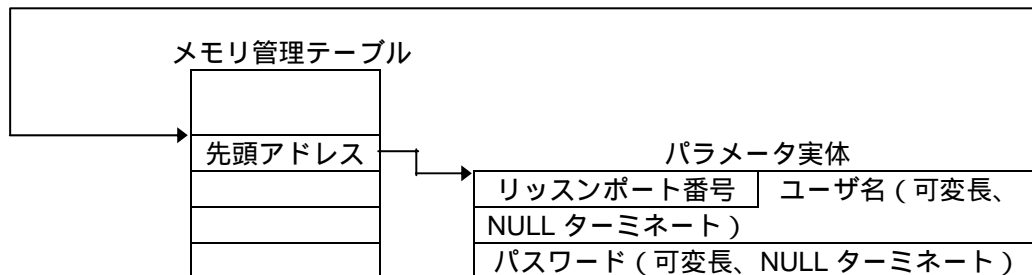 メモリ管理テーブル
先頭アドレス
パラメータ実体
リッスンポート番号 ユーザ名(可変長、
NULL ターミネート)
パスワード(可変長、NULL ターミネート)